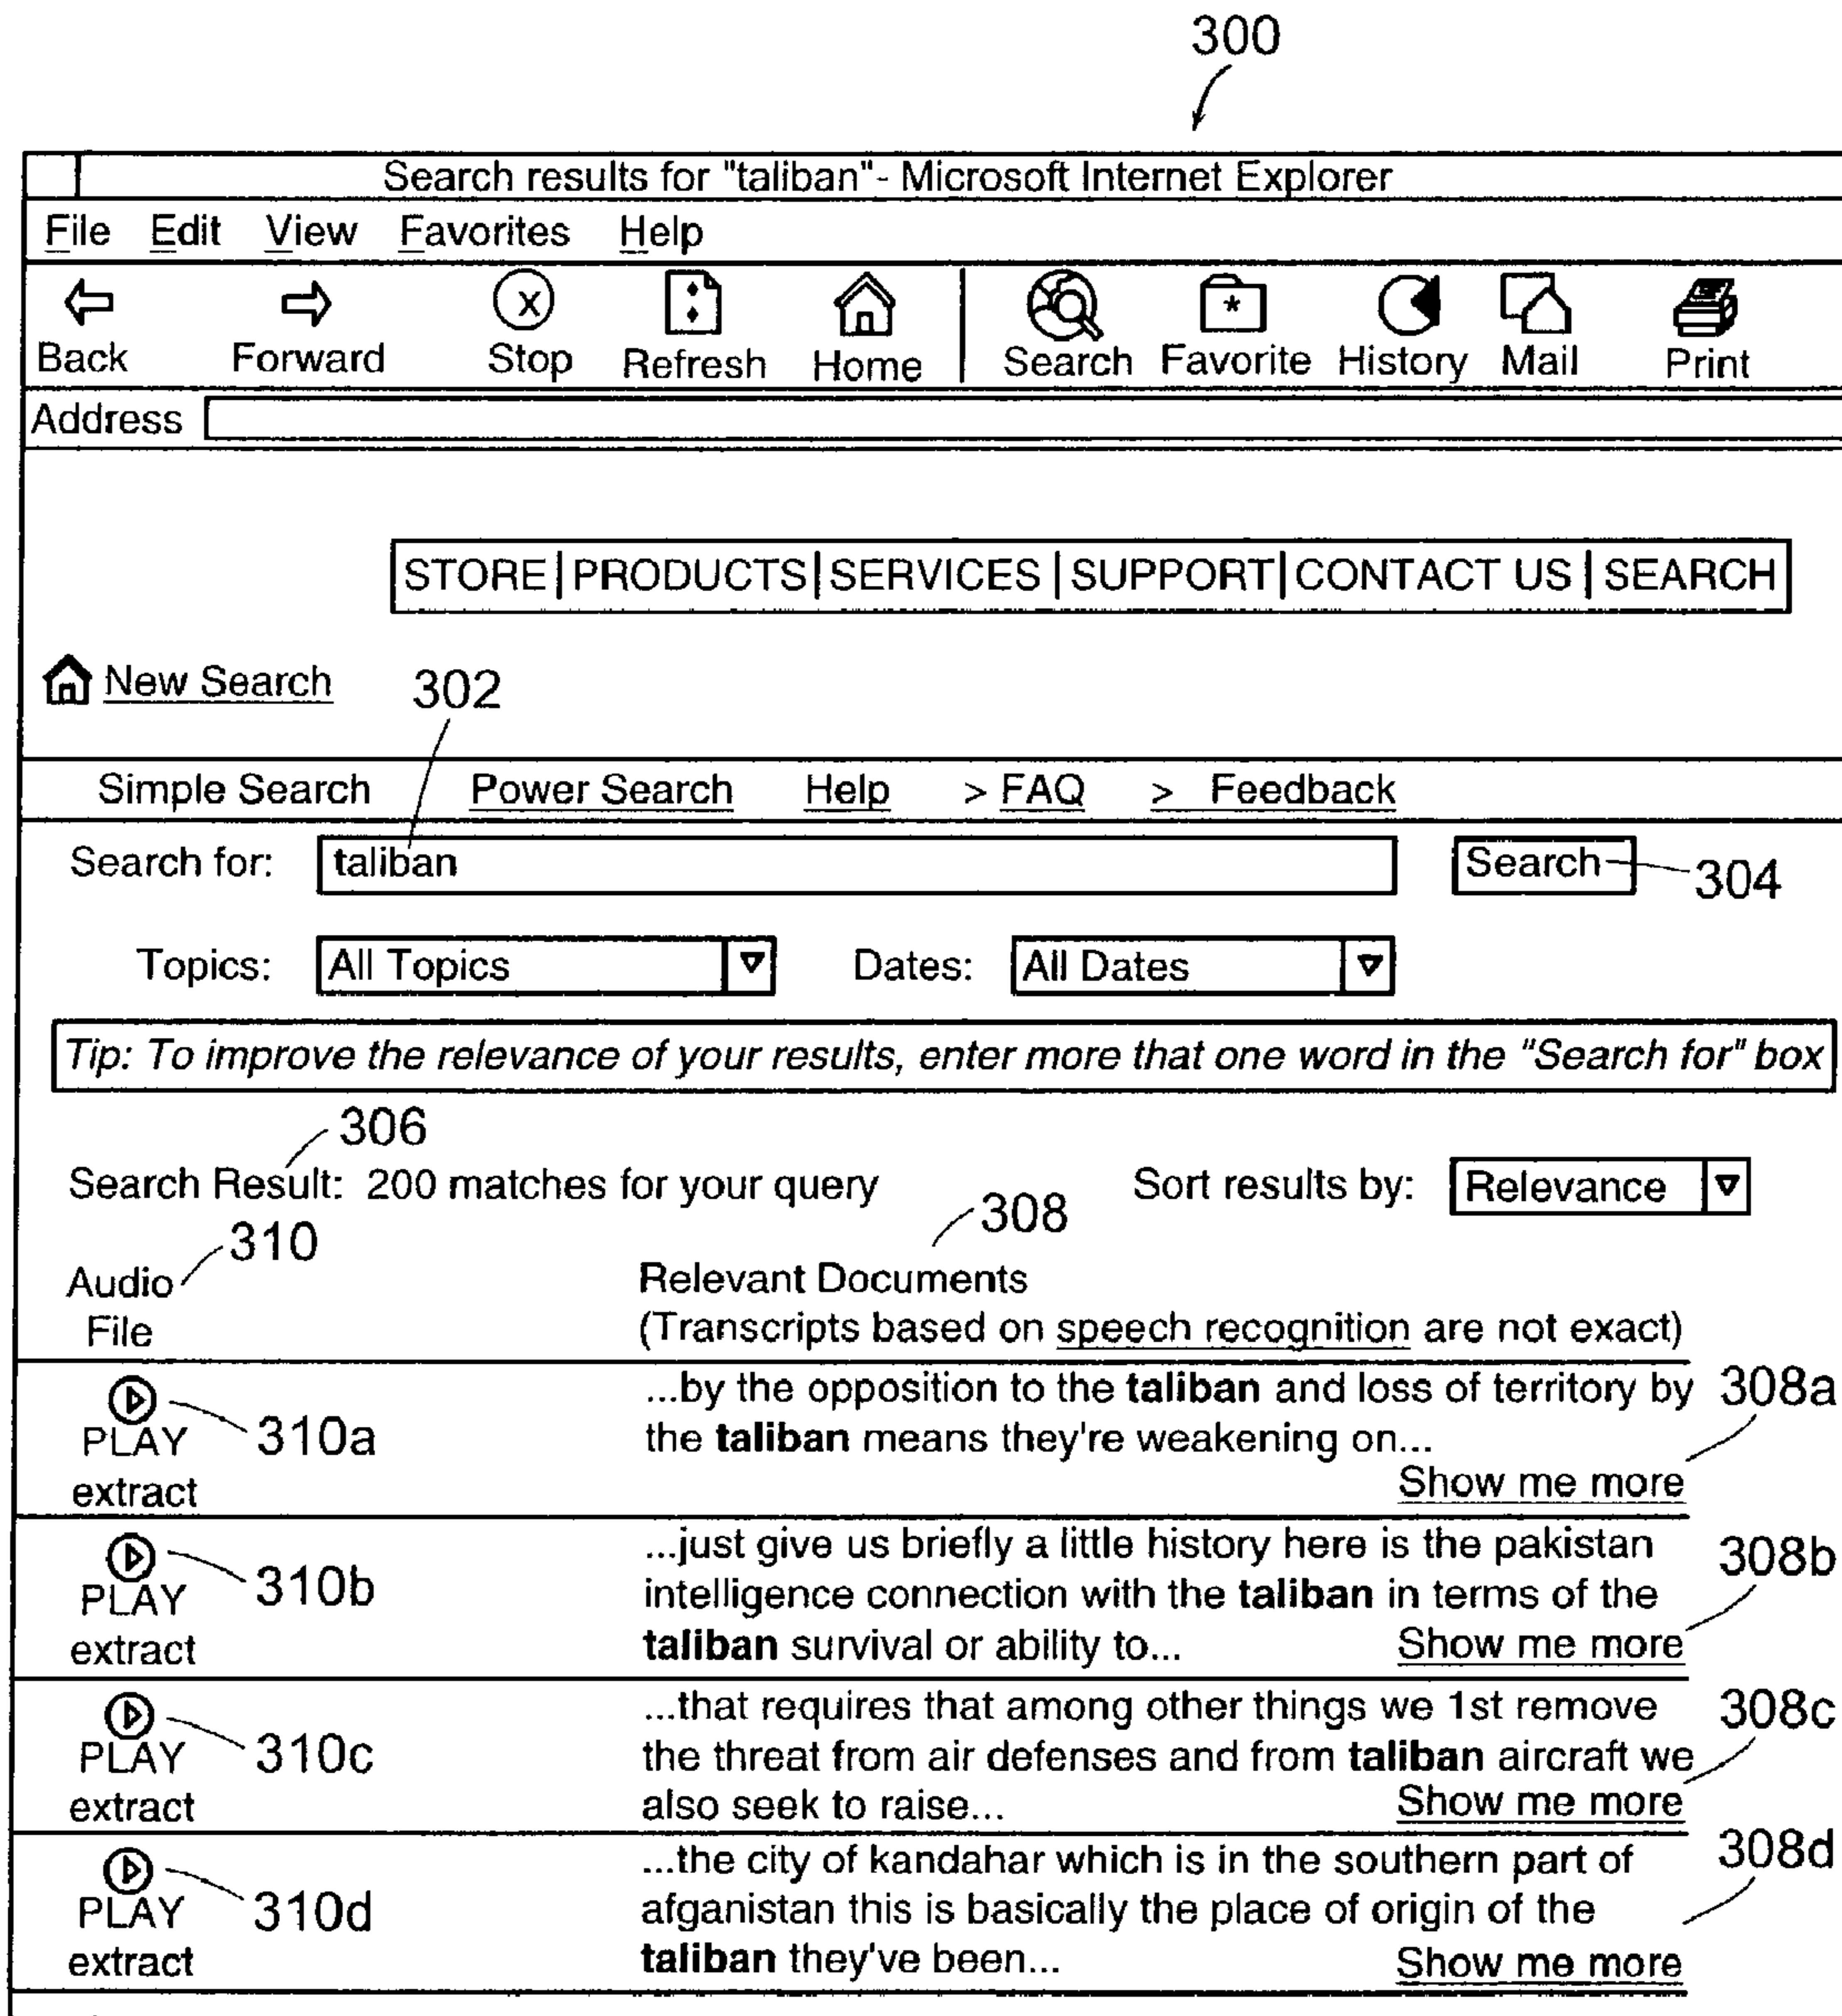 300
Search results for "taliban"- Microsoft Internet Explorer
File Edit View Favorites Help
Back Forward Stop Refresh Home Search Favorite History Mail Print
Address
STORE | PRODUCTS | SERVICES | SUPPORT | CONTACT US | SEARCH
New Search 302
Simple Search Power Search Help > FAQ > Feedback
Search for: taliban Search 304
Topics: All Topics Dates: All Dates
Tip: To improve the relevance of your results, enter more that one word in the "Search for" box
306
Search Result: 200 matches for your query Sort results by: Relevance
310 308
Audio Relevant Documents
File (Transcripts based on speech recognition are not exact)
...by the opposition to the taliban and loss of territory by 308a
PLAY 310a the taliban means they're weakening on...
extract Show me more
...just give us briefly a little history here is the pakistan 308b
PLAY 310b intelligence connection with the taliban in terms of the
extract taliban survival or ability to... Show me more
...that requires that among other things we 1st remove 308c
PLAY 310c the threat from air defenses and from taliban aircraft we
extract also seek to raise... Show me more
...the city of kandahar which is in the southern part of 308d
PLAY 310d afganistan this is basically the place of origin of the
extract taliban they've been... Show me more